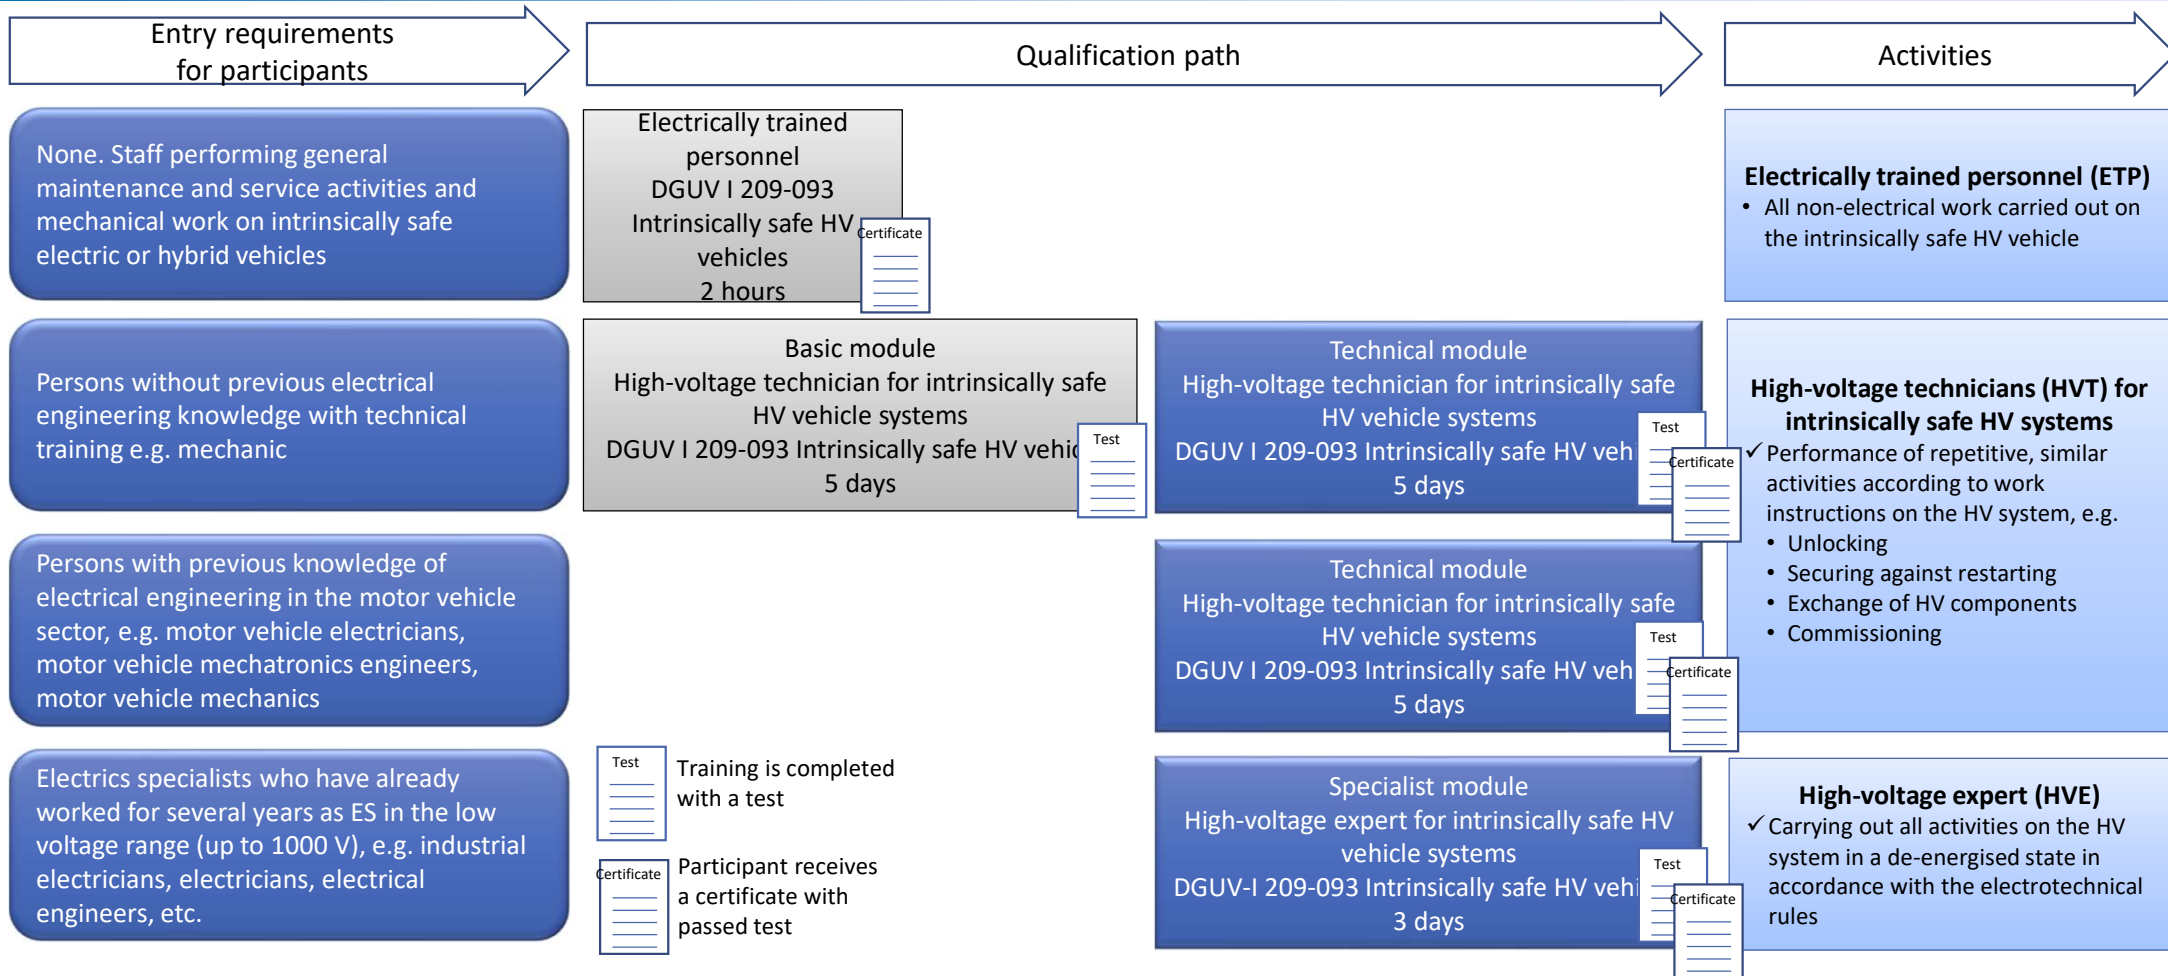 Entry requirements
for participants
Qualification path
Activities
None. Staff performing general
maintenance and service activities and
mechanical work on intrinsically safe
electric or hybrid vehicles
Electrically trained
personnel
DGUV I 209-093
Intrinsically safe HV
vehicles
2 hours
Certificate
Electrically trained personnel (ETP)
• All non-electrical work carried out on
the intrinsically safe HV vehicle
Persons without previous electrical
engineering knowledge with technical
training e.g. mechanic
Basic module
High-voltage technician for intrinsically safe
HV vehicle systems
DGUV I 209-093 Intrinsically safe HV vehic
5 days
Test
Technical module
High-voltage technician for intrinsically safe
HV vehicle systems
DGUV I 209-093 Intrinsically safe HV vehi
5 days
Test
Certificate
High-voltage technicians (HVT) for
intrinsically safe HV systems
✓ Performance of repetitive, similar
activities according to work
instructions on the HV system, e.g.
• Unlocking
• Securing against restarting
• Exchange of HV components
• Commissioning
Persons with previous knowledge of
electrical engineering in the motor vehicle
sector, e.g. motor vehicle electricians,
motor vehicle mechatronics engineers,
motor vehicle mechanics
Technical module
High-voltage technician for intrinsically safe
HV vehicle systems
DGUV I 209-093 Intrinsically safe HV veh
5 days
Test
Certificate
Electrics specialists who have already
worked for several years as ES in the low
voltage range (up to 1000 V), e.g. industrial
electricians, electricians, electrical
engineers, etc.
Test
Training is completed
with a test
Certificate
Participant receives
a certificate with
passed test
Specialist module
High-voltage expert for intrinsically safe HV
vehicle systems
DGUV-I 209-093 Intrinsically safe HV vehi
3 days
Test
Certificate
High-voltage expert (HVE)
✓ Carrying out all activities on the HV
system in a de-energised state in
accordance with the electrotechnical
rules